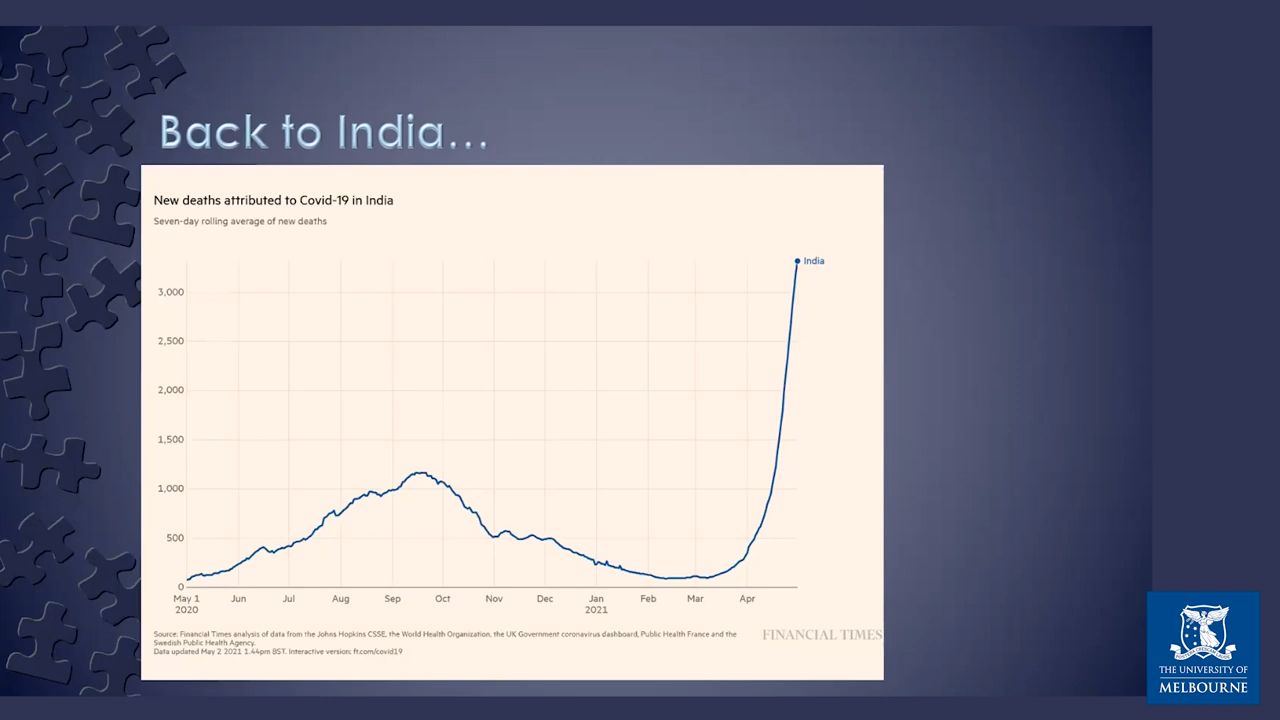 Back to India...
New deaths attributed to Covid-19 in India
Seven-day rolling average of new deaths
India
3,000
2,500
2,000
1,500
1,000
500
0
May 1 Jun Jul Aug Sep Oct Nov Dec Jan Feb Mar Apr
2020 2021
Source: Financial Times analysis of data from the Johns Hopkins CSSE, the World Health Organization, the UK Government coronavirus dashboard, Public Health France and the
Swedish Public Health Agency.
Data updated May 2 2021 1.44pm BST. Interactive version: ft.com/covid19
FINANCIAL TIMES
THE UNIVERSITY OF
MELBOURNE